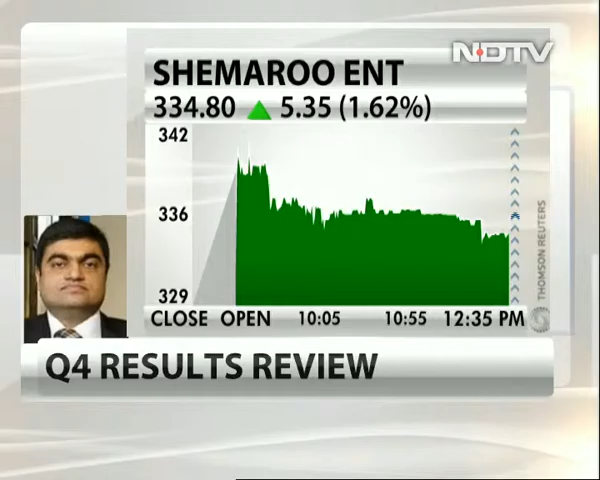 NDTV
SHEMAROO ENT
334.80 5.35 (1.62%)
342
336
329
CLOSE OPEN 10:05 10:55 12:35 PM
THOMSON REUTERS
Q4 RESULTS REVIEW